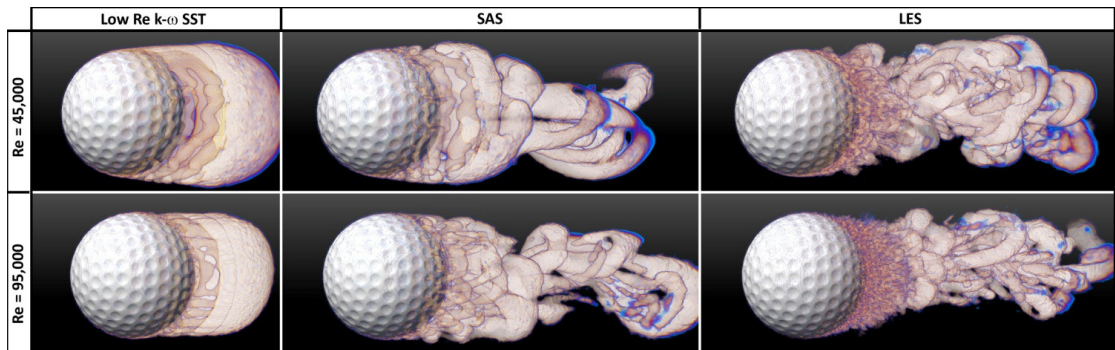 Low Re k-ω SST
SAS
LES
Re = 45,000
Re = 95,000